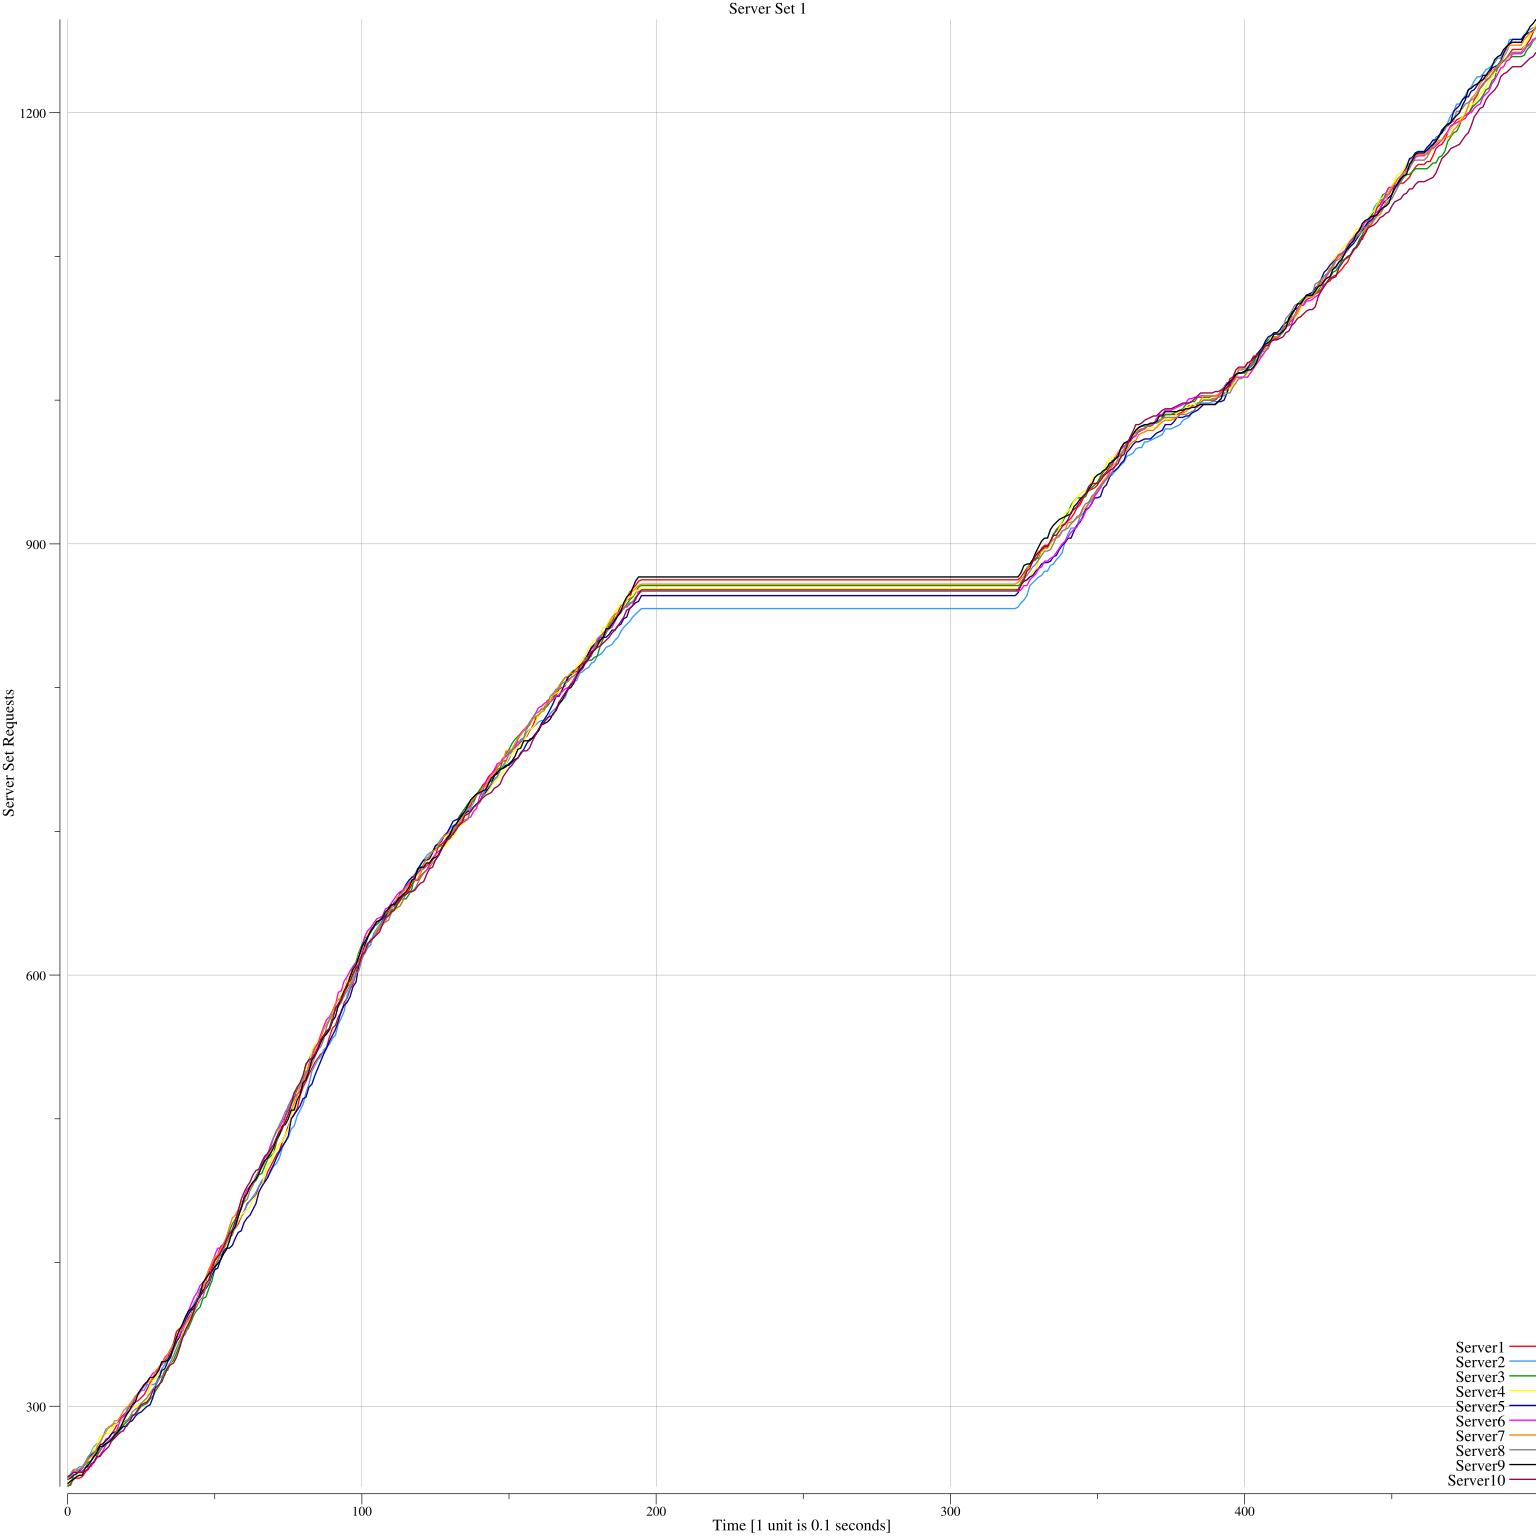 Server Set 1
1200
900
600
300
Server Set Requests
0 100 200 300 400
Time [1 unit is 0.1 seconds]
Server1
Server2
Server3
Server4
Server5
Server6
Server7
Server8
Server9
Server10